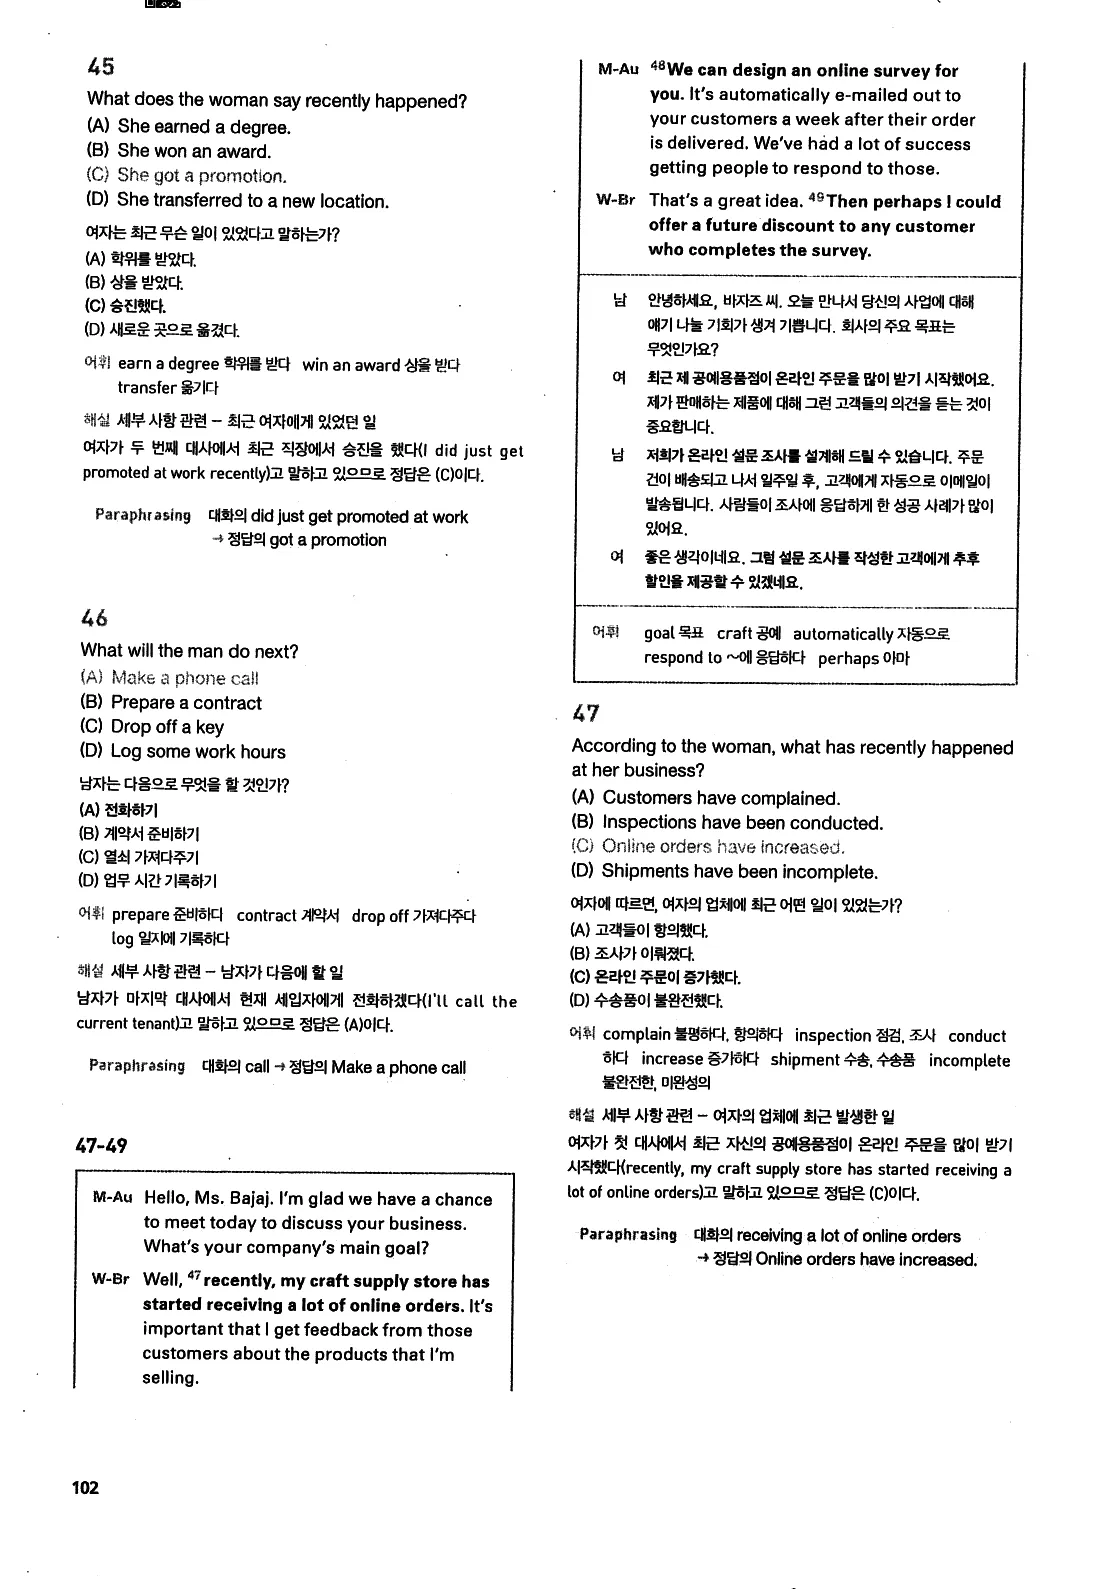 45
What does the woman say recently happened?
(A) She earned a degree.
(B) She won an award.
(C) She got a promotion.
(D) She transferred to a new location.
여자는 최근 무슨 일이 있었다고 말하는가?
(A) 학위를 받았다.
(B) 상을 받았다.
(C) 승진했다.
(D) 새로운 곳으로 옮겼다.
어휘 earn a degree 학위를 받다 win an award 상을 받다
transfer 옮기다
해설 세부 사항 관련 – 최근 여자에게 있었던 일
여자가 두 번째 대사에서 최근 직장에서 승진을 했다(I did just get
promoted at work recently)고 말하고 있으므로 정답은 (C)이다.
Paraphrasing 대화의 did just get promoted at work
→ 정답의 got a promotion
46
What will the man do next?
(A) Make a phone call
(B) Prepare a contract
(C) Drop off a key
(D) Log some work hours
남자는 다음으로 무엇을 할 것인가?
(A) 전화하기
(B) 계약서 준비하기
(C) 열쇠 가져다주기
(D) 업무 시간 기록하기
어휘 prepare 준비하다 contract 계약서 drop off 가져다주다
log 일지에 기록하다
해설 세부 사항 관련 – 남자가 다음에 할 일
남자가 마지막 대사에서 현재 세입자에게 전화하겠다(I'll call the
current tenant)고 말하고 있으므로 정답은 (A)이다.
Paraphrasing 대화의 call → 정답의 Make a phone call
47-49
M-Au Hello, Ms. Bajaj. I'm glad we have a chance
to meet today to discuss your business.
What's your company's main goal?
W-Br Well, 47 recently, my craft supply store has
started receiving a lot of online orders. It's
important that I get feedback from those
customers about the products that I'm
selling.
M-Au 48We can design an online survey for
you. It's automatically e-mailed out to
your customers a week after their order
is delivered. We've had a lot of success
getting people to respond to those.
W-Br That's a great idea. 49Then perhaps I could
offer a future discount to any customer
who completes the survey.
남 안녕하세요, 바자즈 씨. 오늘 만나서 당신의 사업에 대해
얘기 나눌 기회가 생겨 기쁩니다. 회사의 주요 목표는
무엇인가요?
여 최근 제 공예용품점이 온라인 주문을 많이 받기 시작했어요.
제가 판매하는 제품에 대해 그런 고객들의 의견을 듣는 것이
중요합니다.
남 저희가 온라인 설문 조사를 설계해 드릴 수 있습니다. 주문
건이 배송되고 나서 일주일 후, 고객에게 자동으로 이메일이
발송됩니다. 사람들이 조사에 응답하게 한 성공 사례가 많이
있어요.
여 좋은 생각이네요. 그럼 설문 조사를 작성한 고객에게 추후
할인을 제공할 수 있겠네요.
어휘 goal 목표 craft 공예 automatically 자동으로
respond to ~에 응답하다 perhaps 아마
47
According to the woman, what has recently happened
at her business?
(A) Customers have complained.
(B) Inspections have been conducted.
(C) Online orders have increased.
(D) Shipments have been incomplete.
여자에 따르면, 여자의 업체에 최근 어떤 일이 있었는가?
(A) 고객들이 항의했다.
(B) 조사가 이뤄졌다.
(C) 온라인 주문이 증가했다.
(D) 수송품이 불완전했다.
어휘 complain 불평하다, 항의하다 inspection 점검, 조사 conduct
하다 increase 증가하다 shipment 수송, 수송품 incomplete
불완전한, 미완성의
해설 세부 사항 관련 – 여자의 업체에 최근 발생한 일
여자가 첫 대사에서 최근 자신의 공예용품점이 온라인 주문을 많이 받기
시작했다(recently, my craft supply store has started receiving a
lot of online orders)고 말하고 있으므로 정답은 (C)이다.
Paraphrasing 대화의 receiving a lot of online orders
→ 정답의 Online orders have increased.
102